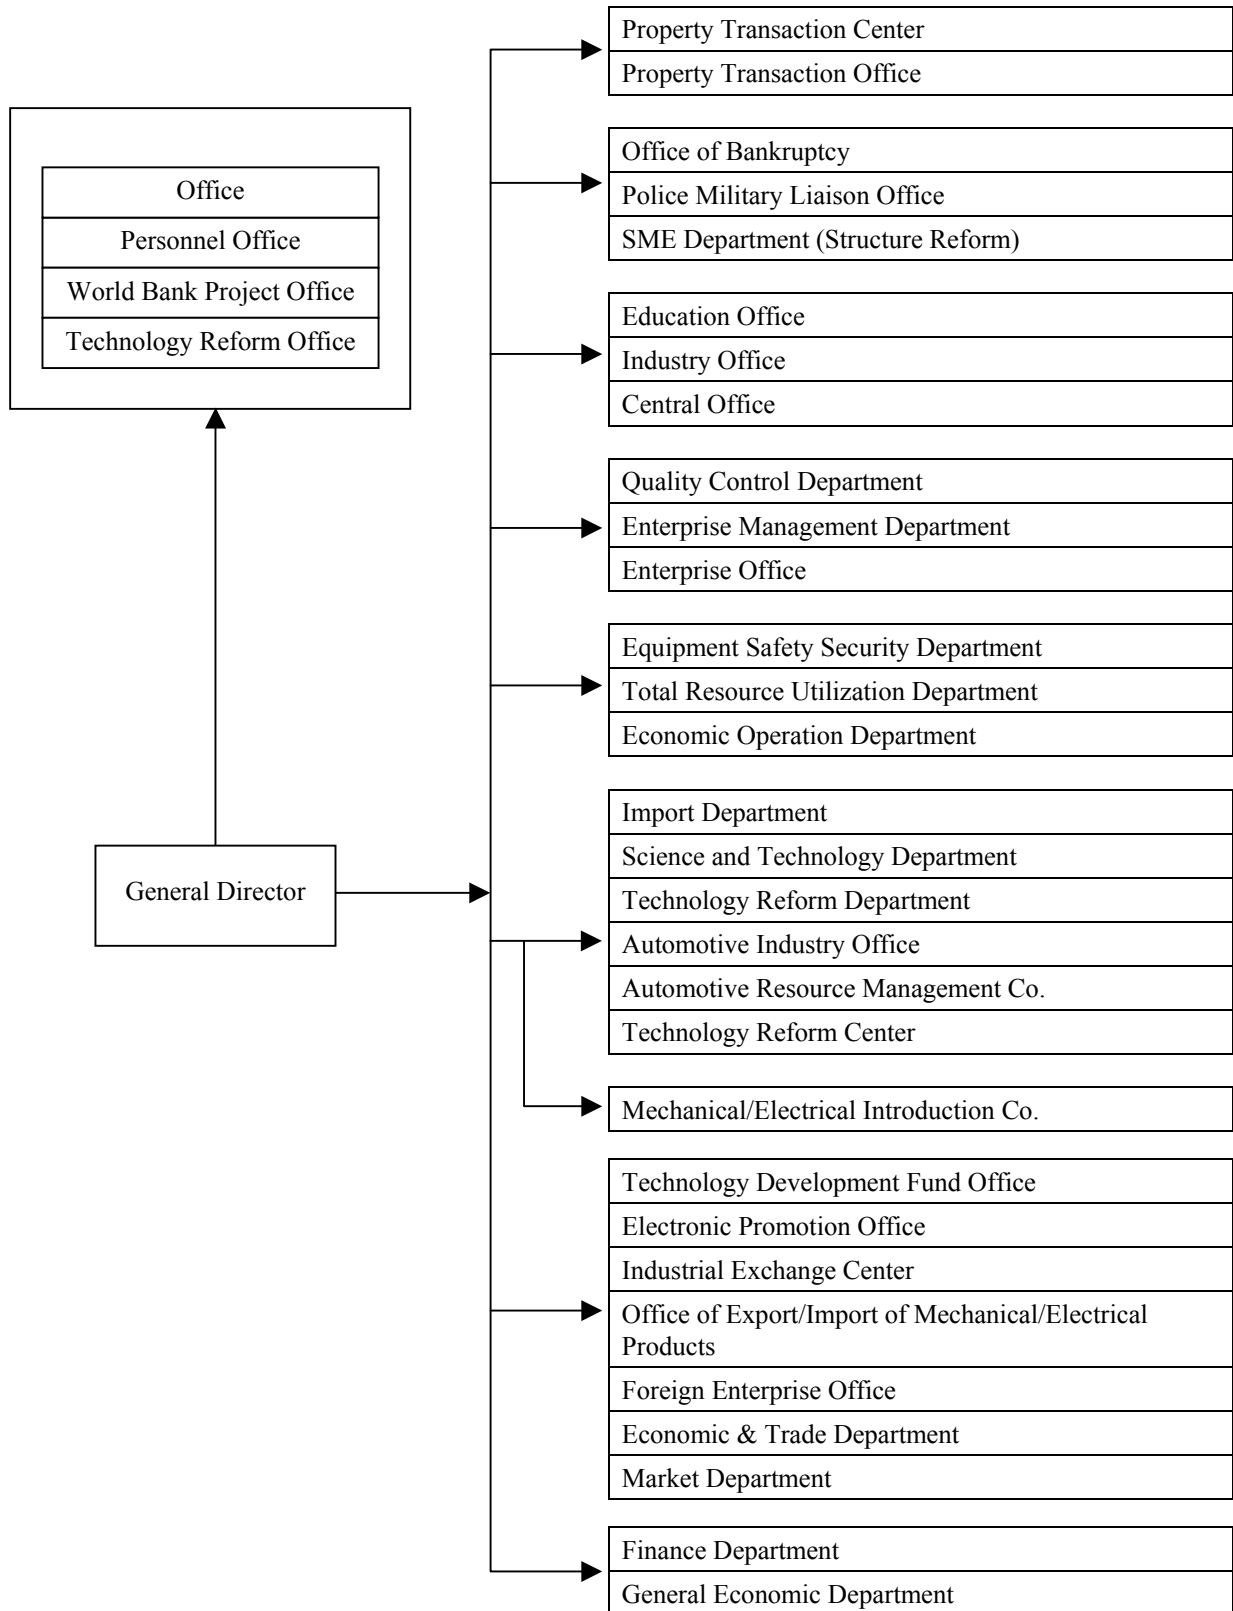 Property Transaction Center
Property Transaction Office
Office
Personnel Office
World Bank Project Office
Technology Reform Office
Office of Bankruptcy
Police Military Liaison Office
SME Department (Structure Reform)
Education Office
Industry Office
Central Office
Quality Control Department
Enterprise Management Department
Enterprise Office
Equipment Safety Security Department
Total Resource Utilization Department
Economic Operation Department
General Director
Import Department
Science and Technology Department
Technology Reform Department
Automotive Industry Office
Automotive Resource Management Co.
Technology Reform Center
Mechanical/Electrical Introduction Co.
Technology Development Fund Office
Electronic Promotion Office
Industrial Exchange Center
Office of Export/Import of Mechanical/Electrical
Products
Foreign Enterprise Office
Economic & Trade Department
Market Department
Finance Department
General Economic Department